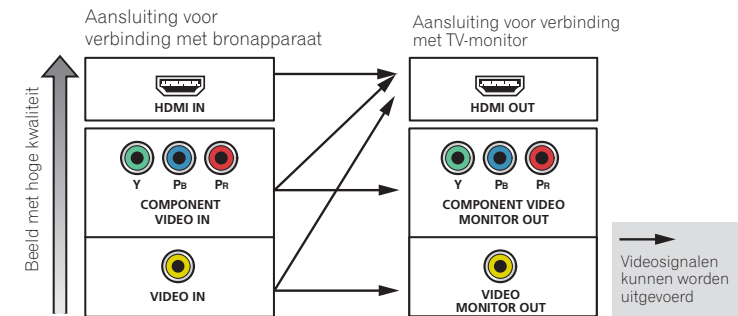 Aansluiting voor
verbinding met bronapparaat
Aansluiting voor verbinding
met TV-monitor
Beeld met hoge kwaliteit
HDMI IN
HDMI OUT
Y PB PR
COMPONENT
VIDEO IN
Y PB PR
COMPONENT VIDEO
MONITOR OUT
VIDEO IN
VIDEO
MONITOR OUT
Videosignalen
kunnen worden
uitgevoerd